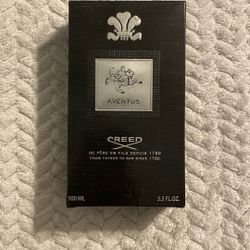 AVENTUS
CREED
DE PÈRE EN FILS DEPUIS 1760
FROM FATHER TO SON SINCE 1760
100 ML 3.3 FL.OZ.